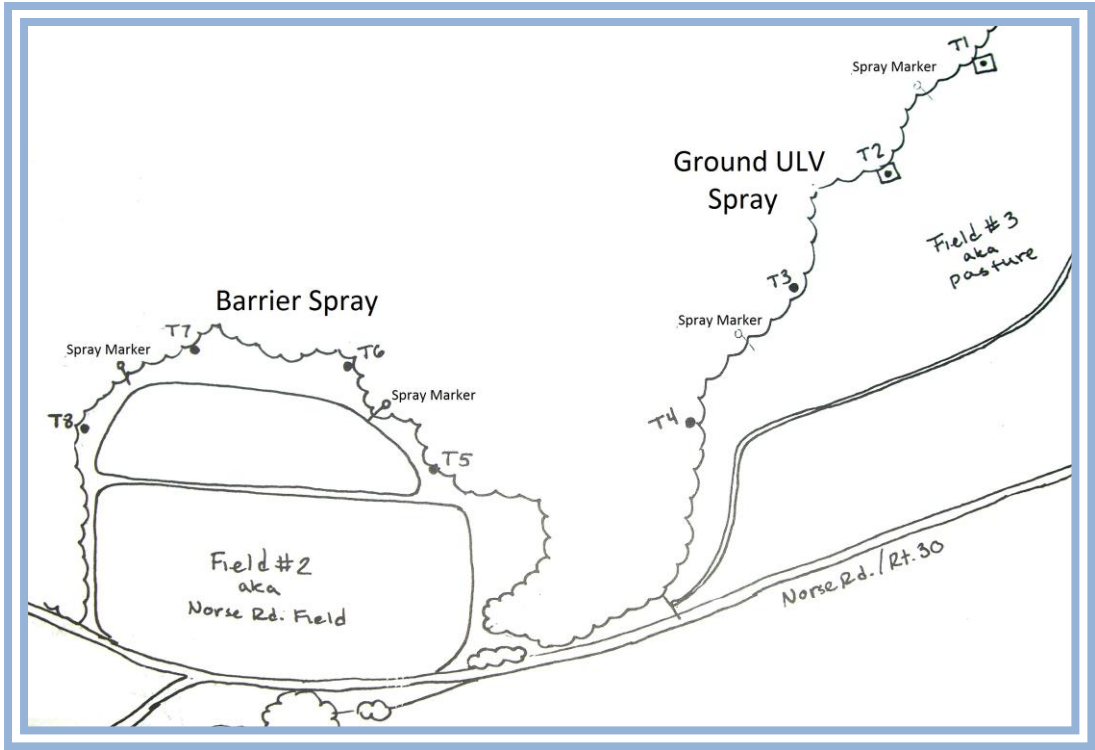 T1
Spray Marker
T2
Ground ULV
Spray
Field #3
aka
pasture
T3
Spray Marker
T4
Barrier Spray
T7
Spray Marker
T6
Spray Marker
T8
T5
Field #2
aka
Norse Rd. Field
Norse Rd./Rt. 30